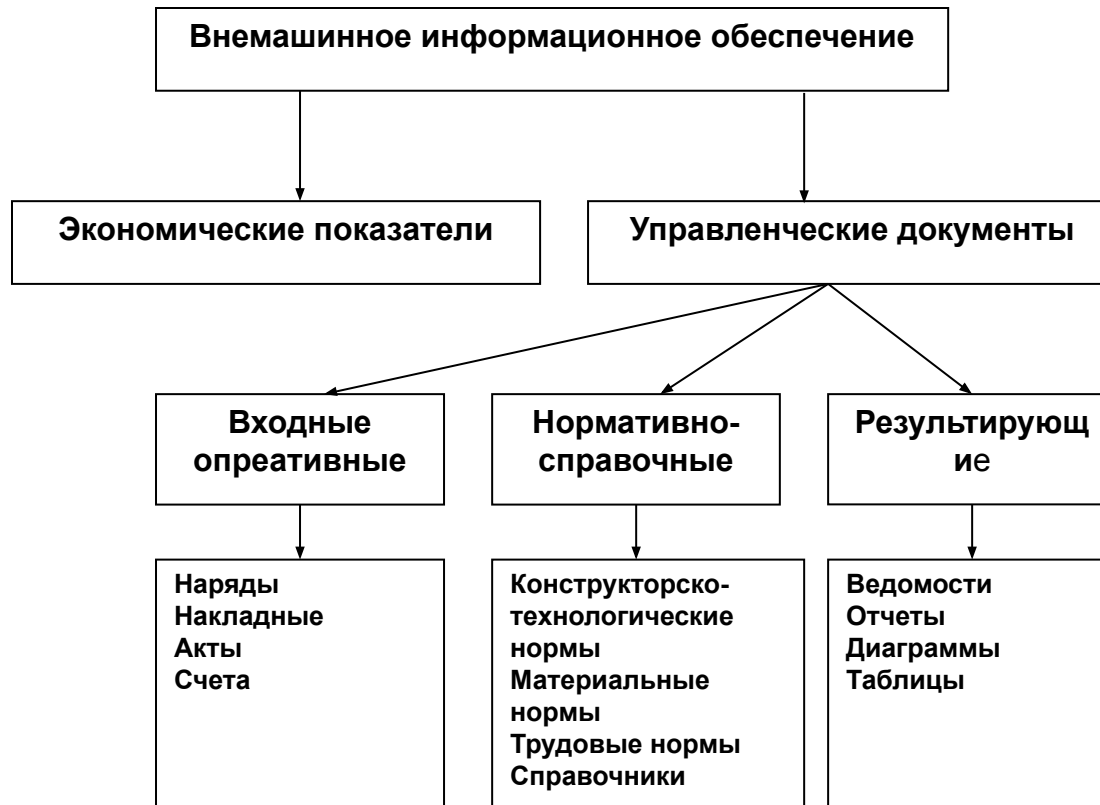 Внемашинное информационное обеспечение
Экономические показатели
Управленческие документы
Входные
опреативные
Нормативно-
справочные
Результирующ
ие
Наряды
Накладные
Акты
Счета
Конструкторско-
технологические
нормы
Материальные
нормы
Трудовые нормы
Справочники
Ведомости
Отчеты
Диаграммы
Таблицы